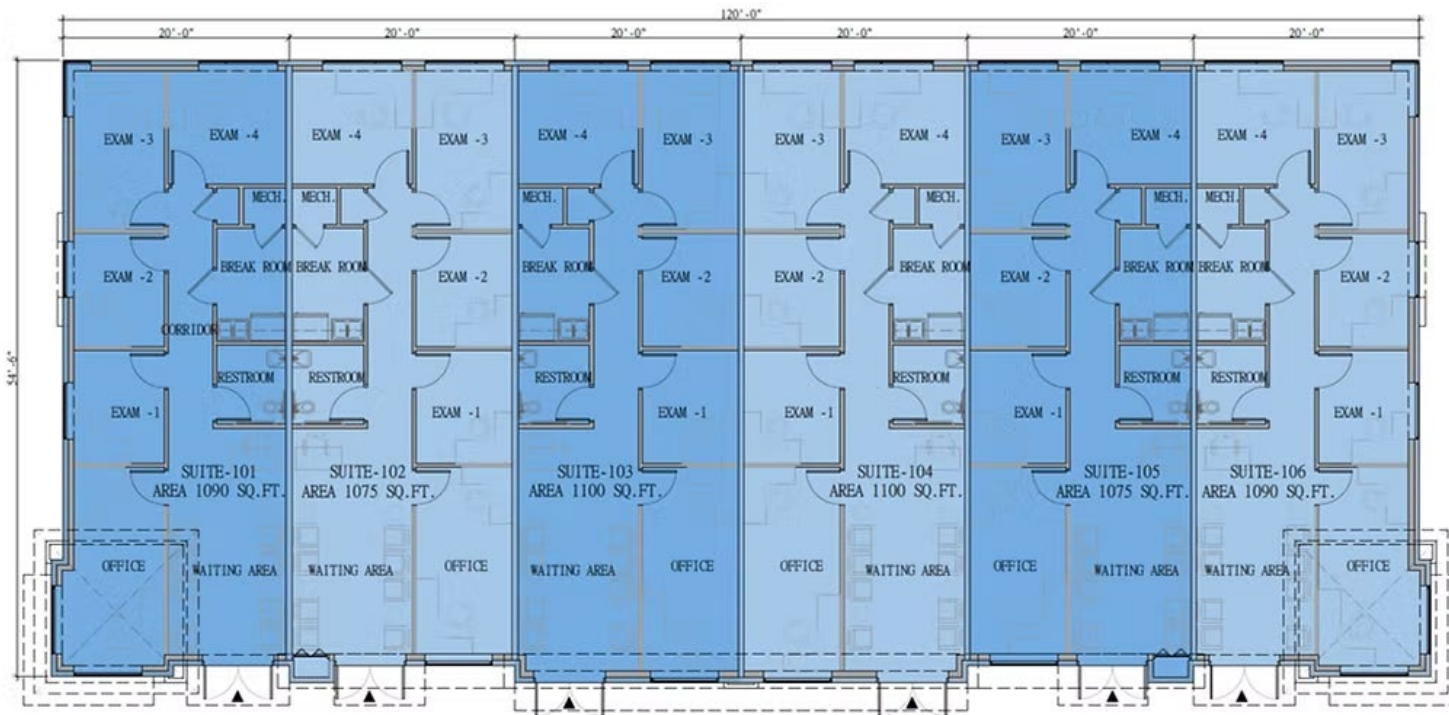 120'-0"
20'-0" 20'-0" 20'-0" 20'-0" 20'-0" 20'-0"
54'-6"
EXAM -3 EXAM -4 EXAM -4 EXAM -3 EXAM -4 EXAM -3 EXAM -3 EXAM -4 EXAM -3 EXAM -4 EXAM -4 EXAM -3
MECH. MECH. MECH. MECH. MECH. MECH.
BREAK ROOM BREAK ROOM BREAK ROOM BREAK ROOM BREAK ROOM BREAK ROOM
EXAM -2 EXAM -2 EXAM -2 EXAM -2 EXAM -2 EXAM -2
CORRIDOR
RESTROOM RESTROOM RESTROOM RESTROOM RESTROOM RESTROOM
EXAM -1 EXAM -1 EXAM -1 EXAM -1 EXAM -1 EXAM -1
SUITE-101 SUITE-102 SUITE-103 SUITE-104 SUITE-105 SUITE-106
AREA 1090 SQ.FT. AREA 1075 SQ.FT. AREA 1100 SQ.FT. AREA 1100 SQ.FT. AREA 1075 SQ.FT. AREA 1090 SQ.FT.
OFFICE WAITING AREA WAITING AREA OFFICE WAITING AREA OFFICE OFFICE WAITING AREA OFFICE WAITING AREA WAITING AREA OFFICE